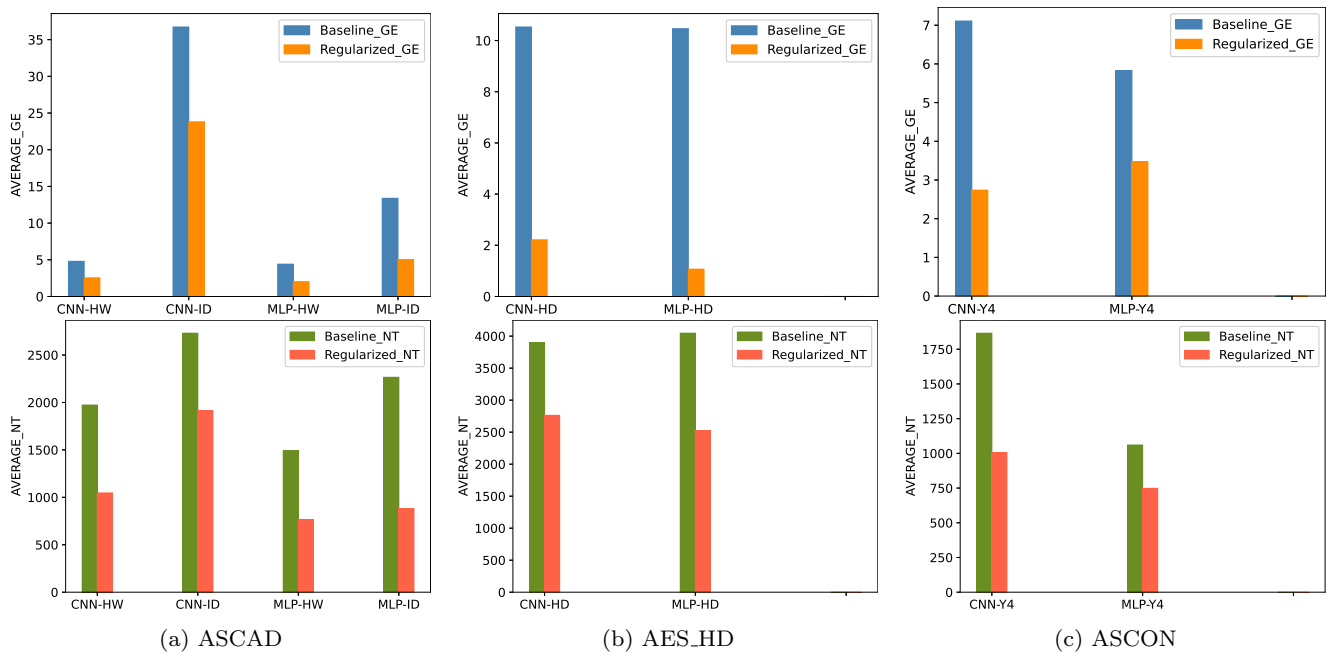 AVERAGE_GE
35
30
25
20
15
10
5
0
Baseline_GE
Regularized_GE
CNN-HW CNN-ID MLP-HW MLP-ID
AVERAGE_GE
10
8
6
4
2
0
Baseline_GE
Regularized_GE
CNN-HD MLP-HD
AVERAGE_GE
7
6
5
4
3
2
1
0
Baseline_GE
Regularized_GE
CNN-Y4 MLP-Y4
AVERAGE_NT
2500
2000
1500
1000
500
0
Baseline_NT
Regularized_NT
CNN-HW CNN-ID MLP-HW MLP-ID
AVERAGE_NT
4000
3500
3000
2500
2000
1500
1000
500
0
Baseline_NT
Regularized_NT
CNN-HD MLP-HD
AVERAGE_NT
1750
1500
1250
1000
750
500
250
0
Baseline_NT
Regularized_NT
CNN-Y4 MLP-Y4
(a) ASCAD
(b) AES_HD
(c) ASCON